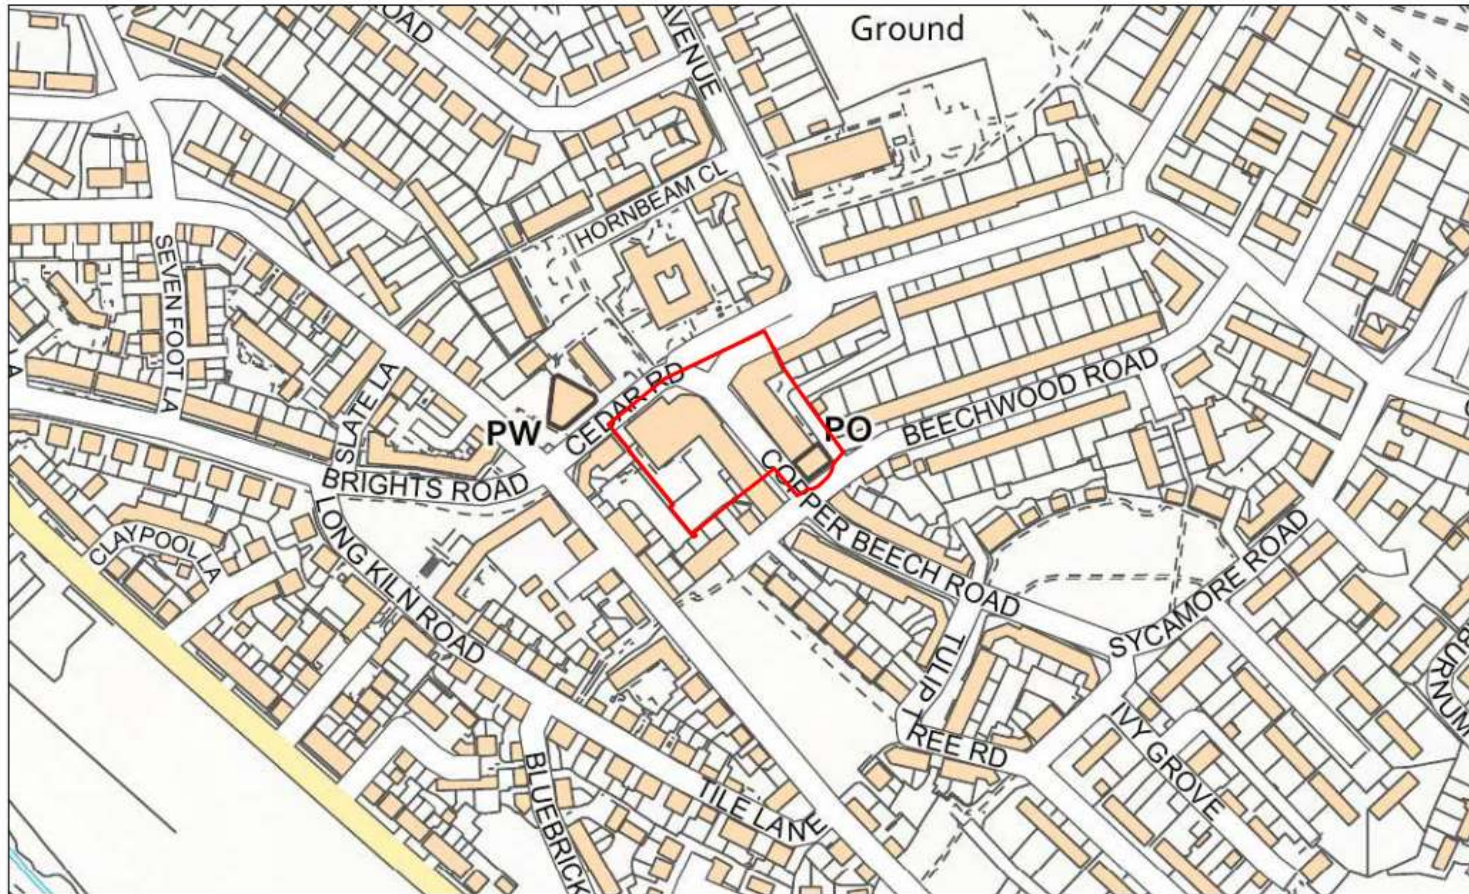 Ground
ROAD
AVENUE
HORNBEAM CL
SEVEN FOOT LA
SLATE LA
BRIGHTS ROAD
PW
CEDAR RD
PO
BEECHWOOD ROAD
COPPER BEECH ROAD
CLAYPOOL LA
LONG KILN ROAD
SYCAMORE ROAD
TULIP
TREE RD
IVY GROVE
BLUEBRICK
TILE LANE